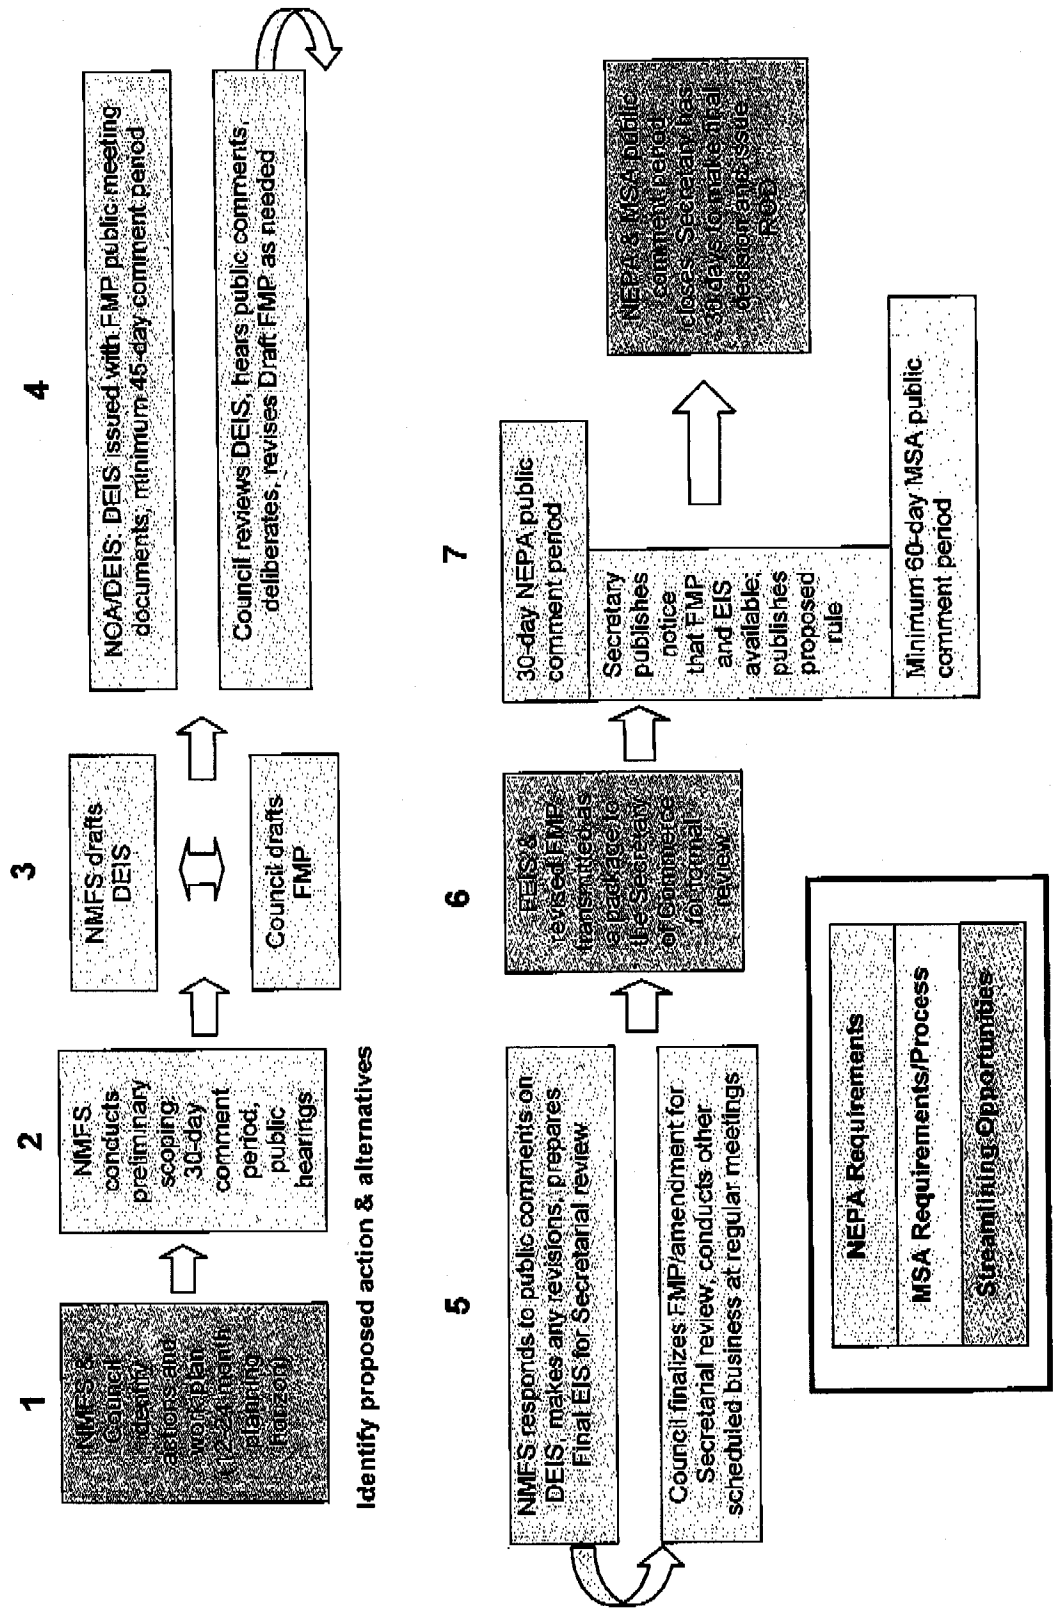 1
NMFS &
Council
identify
actions and
workplan
(12-24 month
planning
horizon)
Identify proposed action & alternatives
2
NMFS
conducts
preliminary
scoping
30-day
comment
period,
public
hearings
3
NMFS drafts
DEIS
Council drafts
FMP
4
NOA/DEIS: DEIS issued with FMP public meeting
documents, minimum 45-day comment period
Council reviews DEIS, hears public comments,
deliberates, revises Draft FMP as needed
5
NMFS responds to public comments on
DEIS, makes any revisions, prepares
Final EIS for Secretarial review
Council finalizes FMP/amendment for
Secretarial review, conducts other
scheduled business at regular meetings
6
FEIS &
revised FMP
transmitted as
a package to
the Secretary
of Commerce
for formal
review
7
30-day NEPA public
comment period
Secretary
publishes
notice
that FMP
and EIS
available;
publishes
proposed
rule
Minimum 60-day MSA public
comment period
NEPA & MSA public
comment period
closes. Secretary has
30 days to make final
decision and issue
ROD
NEPA Requirements
MSA Requirements/Process
Streamlining Opportunities